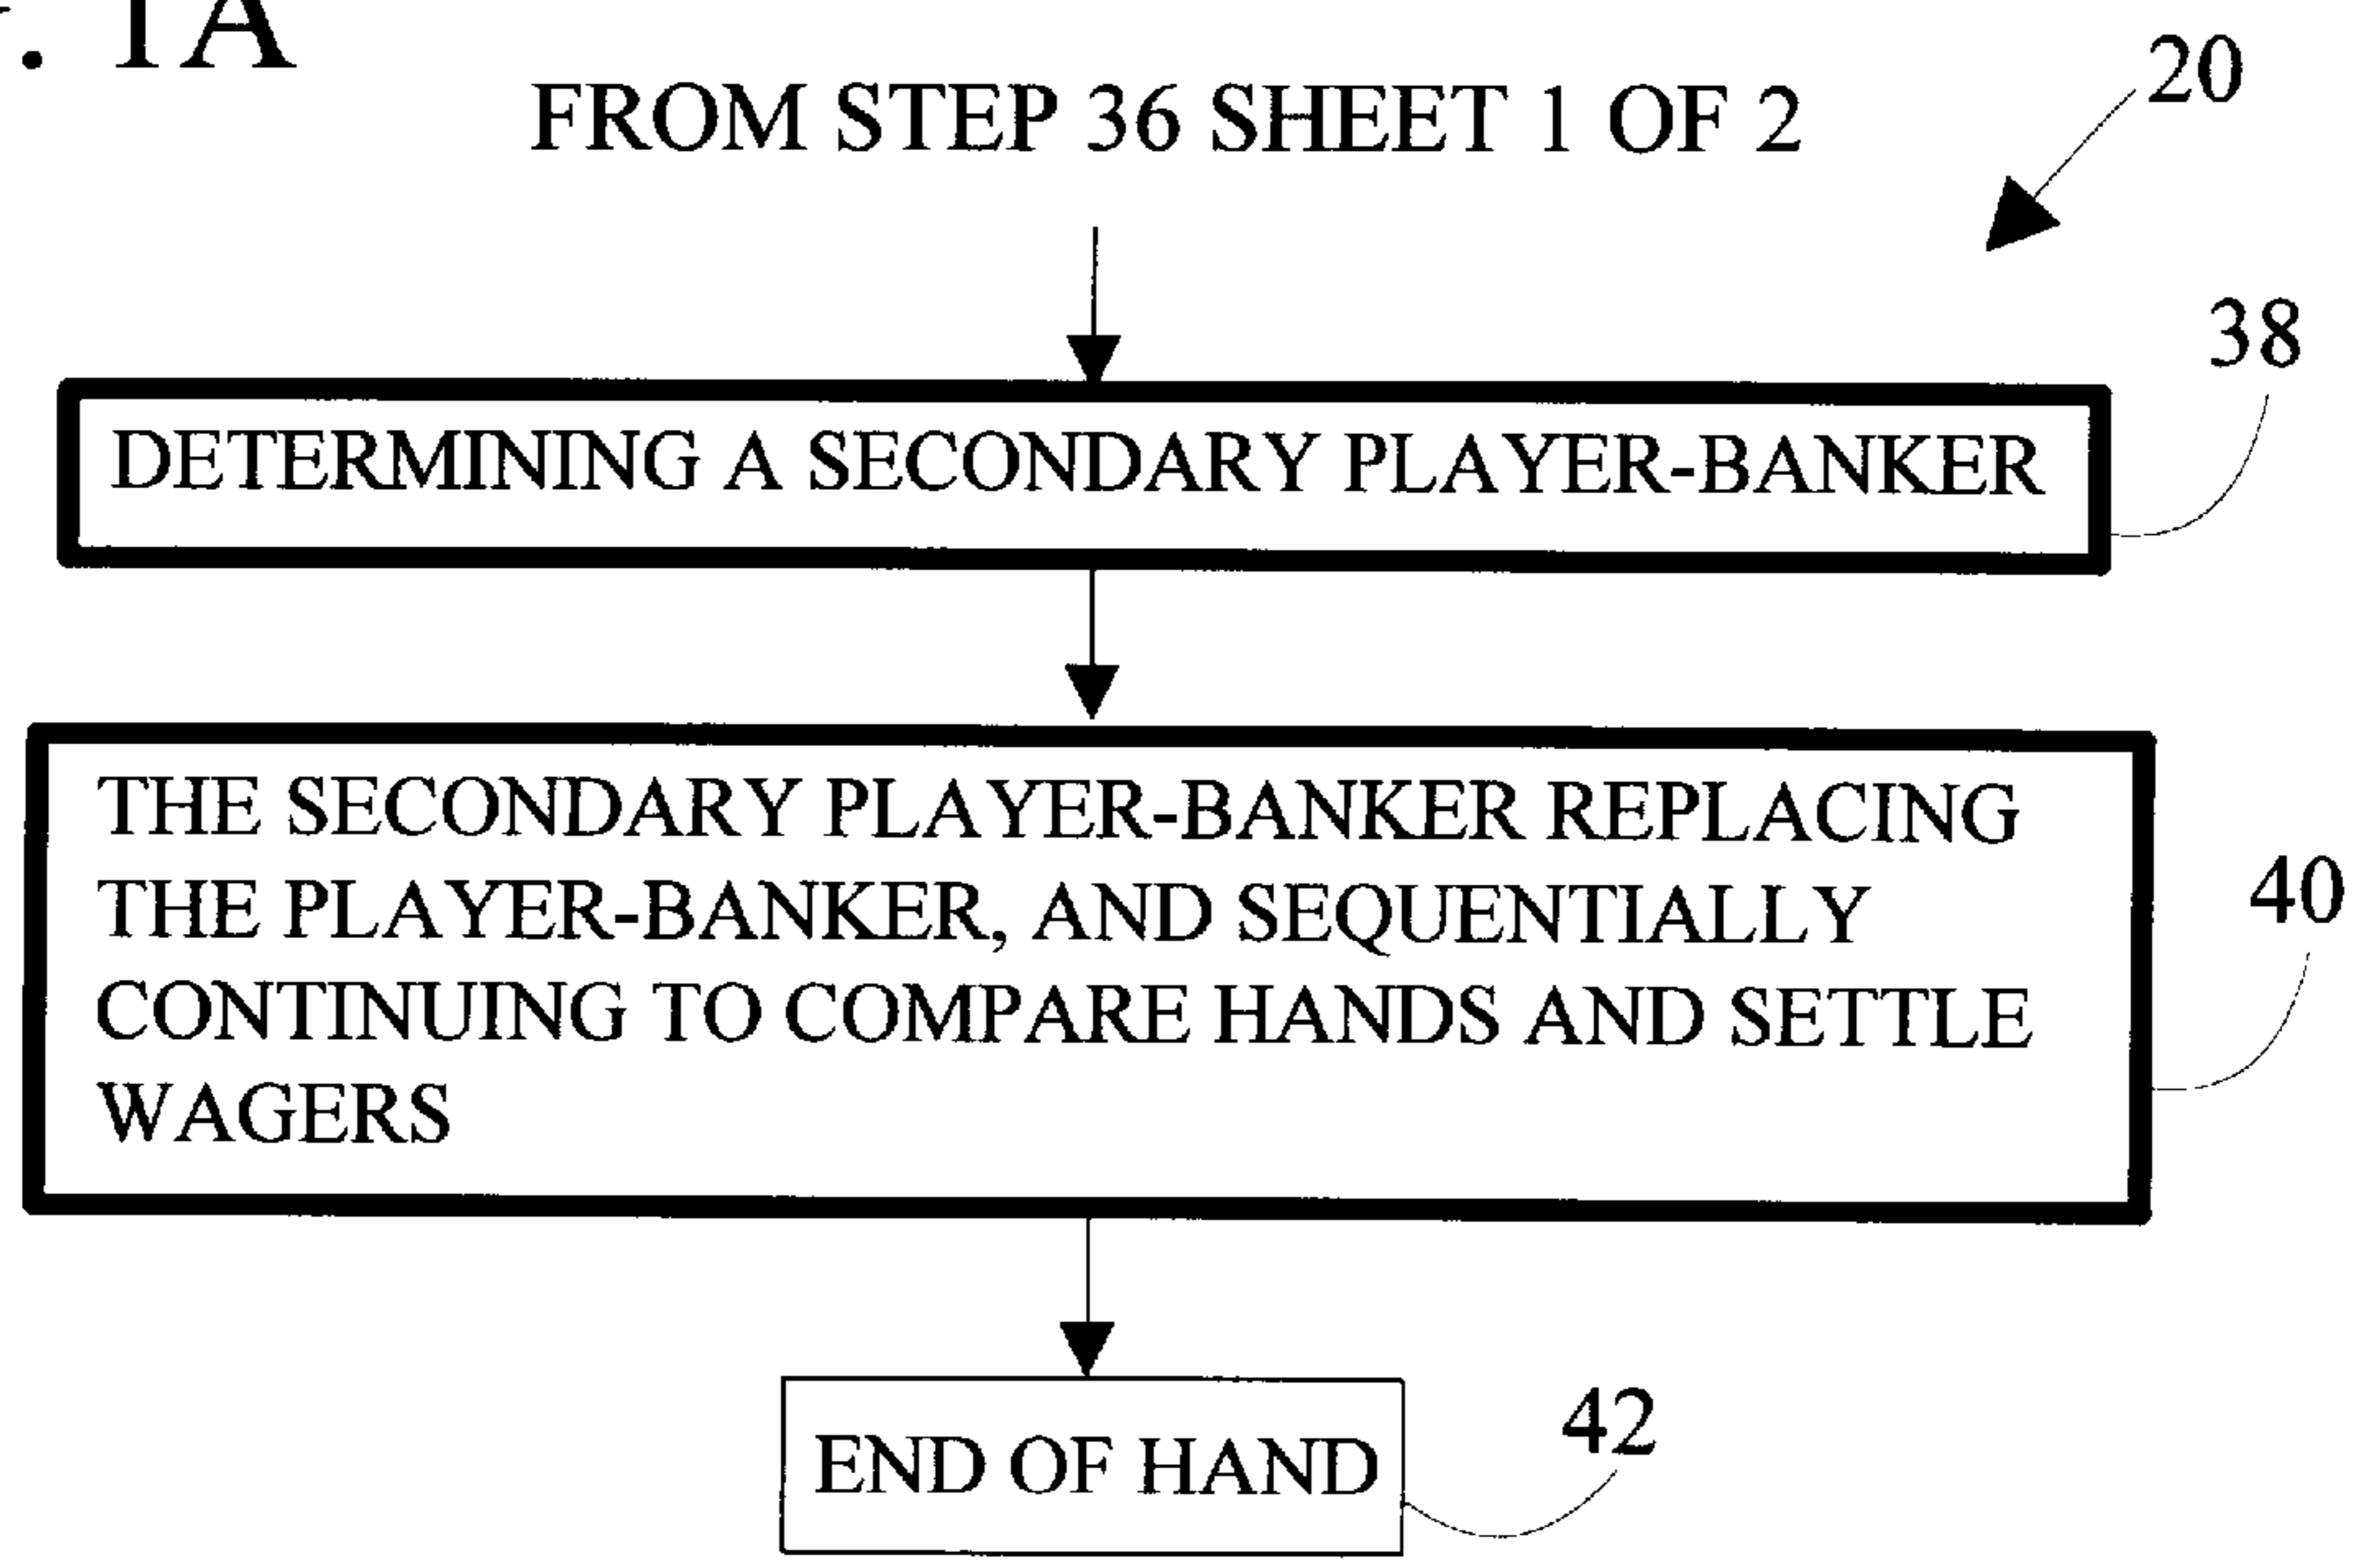 . 1A
FROM STEP 36 SHEET 1 OF 2
20
38
DETERMINING A SECONDARY PLAYER-BANKER
THE SECONDARY PLAYER-BANKER REPLACING
THE PLAYER-BANKER, AND SEQUENTIALLY
CONTINUING TO COMPARE HANDS AND SETTLE
WAGERS
40
END OF HAND
42